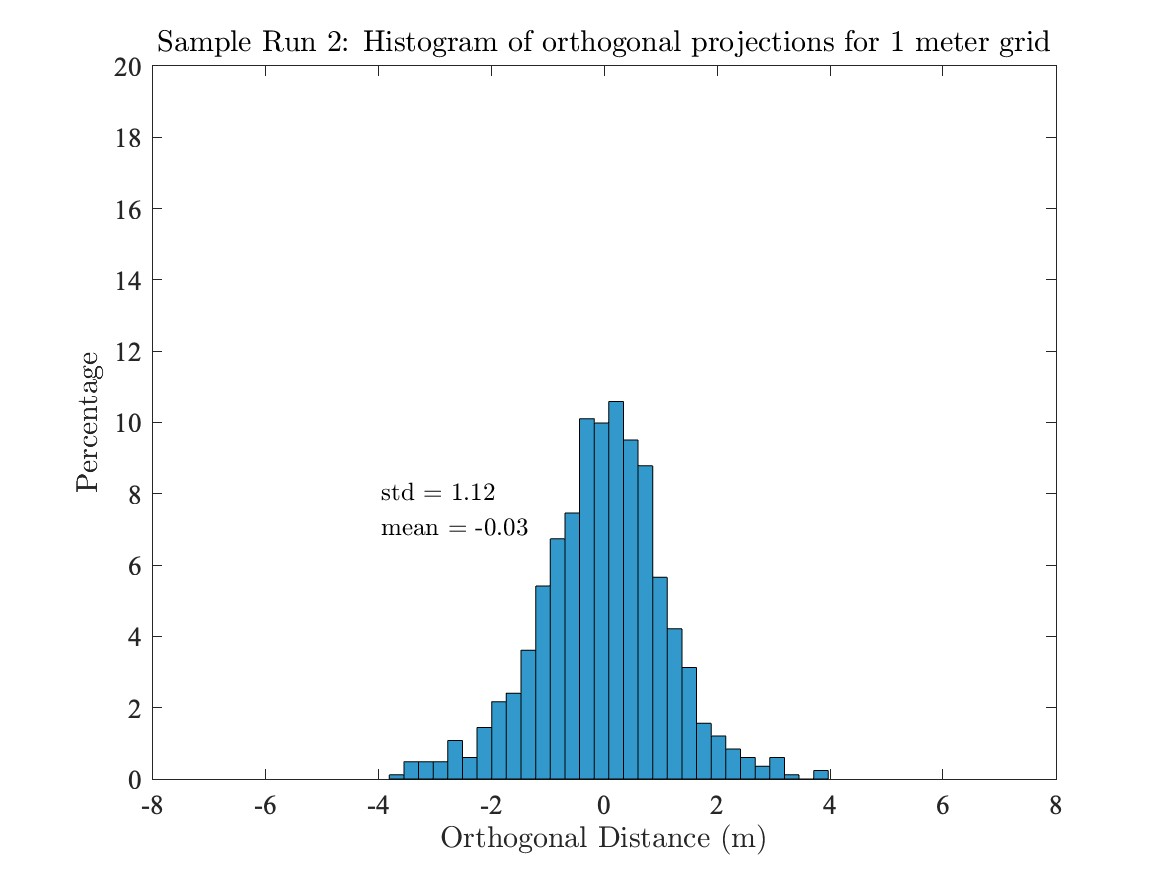 Sample Run 2: Histogram of orthogonal projections for 1 meter grid
20
18
16
14
12
10
8
6
4
2
0
Percentage
std = 1.12
mean = -0.03
-8 -6 -4 -2 0 2 4 6 8
Orthogonal Distance (m)